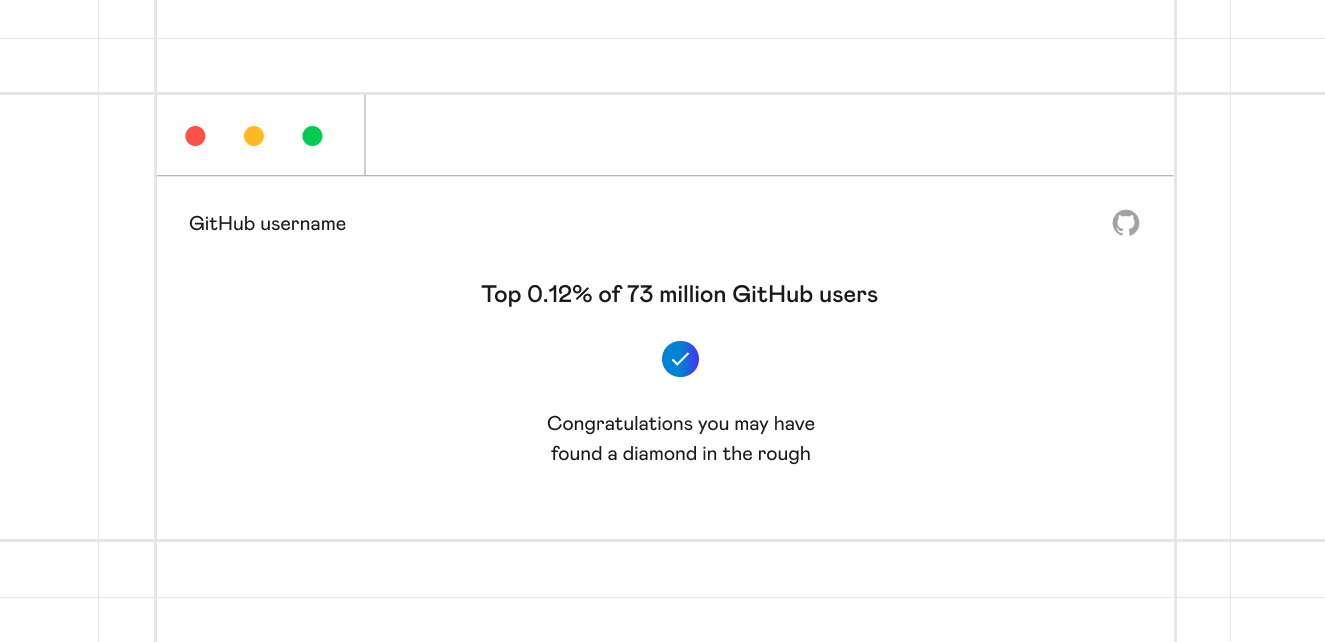 GitHub username
Top 0.12% of 73 million GitHub users
Congratulations you may have
found a diamond in the rough